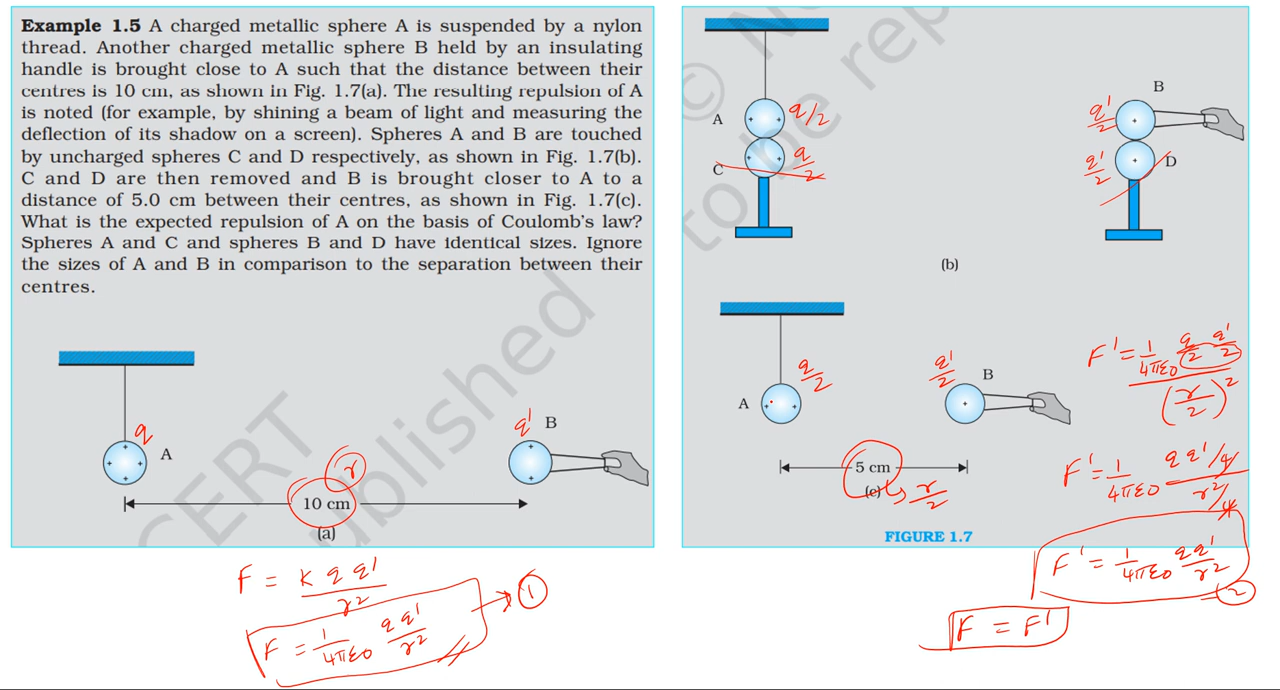 Example 1.5 A charged metallic sphere A is suspended by a nylon
thread. Another charged metallic sphere B held by an insulating
handle is brought close to A such that the distance between their
centres is 10 cm, as shown in Fig. 1.7(a). The resulting repulsion of A
is noted (for example, by shining a beam of light and measuring the
deflection of its shadow on a screen). Spheres A and B are touched
by uncharged spheres C and D respectively, as shown in Fig. 1.7(b).
C and D are then removed and B is brought closer to A to a
distance of 5.0 cm between their centres, as shown in Fig. 1.7(c).
What is the expected repulsion of A on the basis of Coulomb's law?
Spheres A and C and spheres B and D have identical sizes. Ignore
the sizes of A and B in comparison to the separation between their
centres.
q
A
q'
B
r
10 cm
(a)
F = K q q' / r²
F = 1/4πε0 qq'/r² → 1
A
q/2
C
q/2
B
q'/2
q'/2
D
(b)
A
q/2
q'/2
B
5 cm
(c) r/2
FIGURE 1.7
F' = 1/4πε0 q/2 q'/2 / (r/2)²
F' = 1/4πε0 qq'/4 / r²/4
F' = 1/4πε0 qq'/r² 2
F = F'
© N
to be rep
CERT
ublished